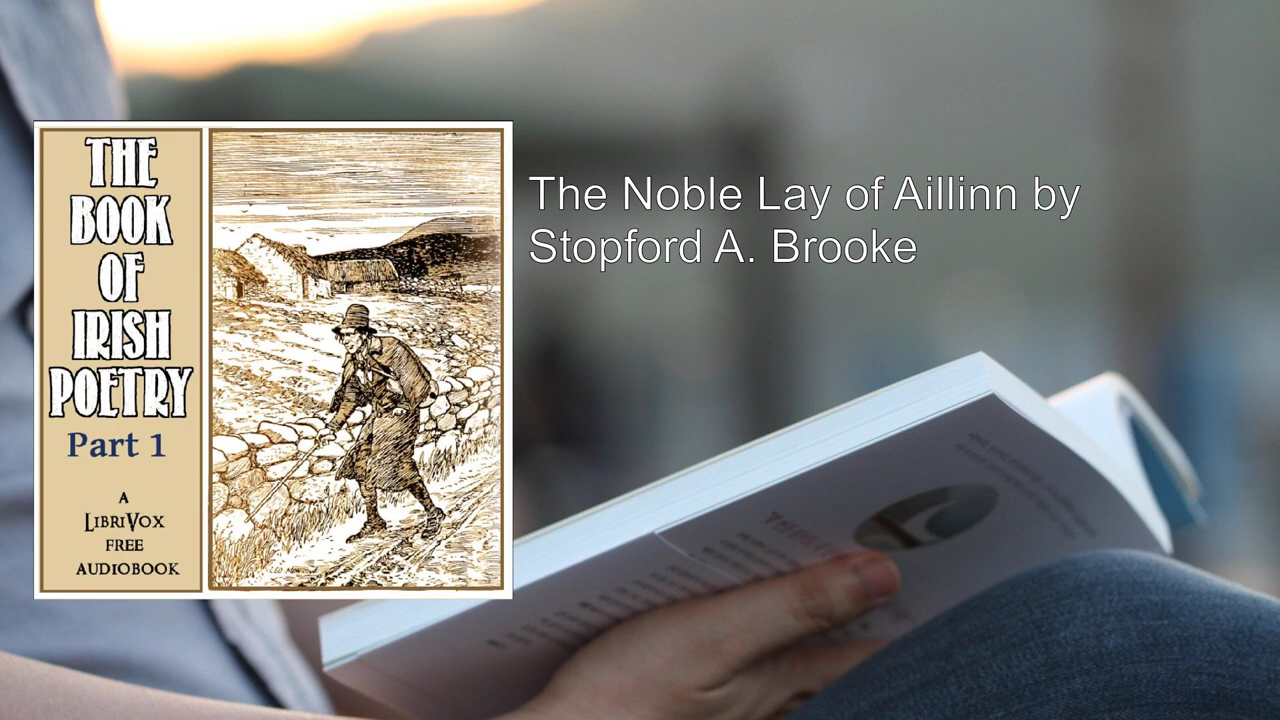 THE
BOOK
OF
IRISH
POETRY
Part 1
A
LIBRIVOX
FREE
AUDIOBOOK
The Noble Lay of Aillinn by
Stopford A. Brooke